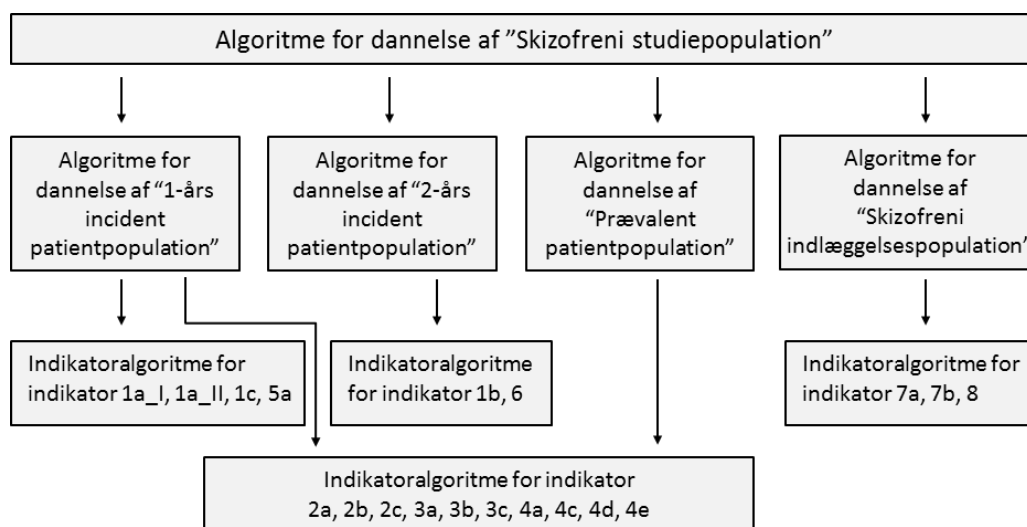 Algoritme for dannelse af ”Skizofreni studiepopulation”
Algoritme for
dannelse af “1-års
incident
patientpopulation”
Algoritme for
dannelse af “2-års
incident
patientpopulation”
Algoritme for
dannelse af
“Prævalent
patientpopulation”
Algoritme for
dannelse af
“Skizofreni
indlæggelsespopulation”
Indikatoralgoritme for
indikator 1a_I, 1a_II, 1c, 5a
Indikatoralgoritme
for indikator 1b, 6
Indikatoralgoritme for
indikator 7a, 7b, 8
Indikatoralgoritme for indikator
2a, 2b, 2c, 3a, 3b, 3c, 4a, 4c, 4d, 4e